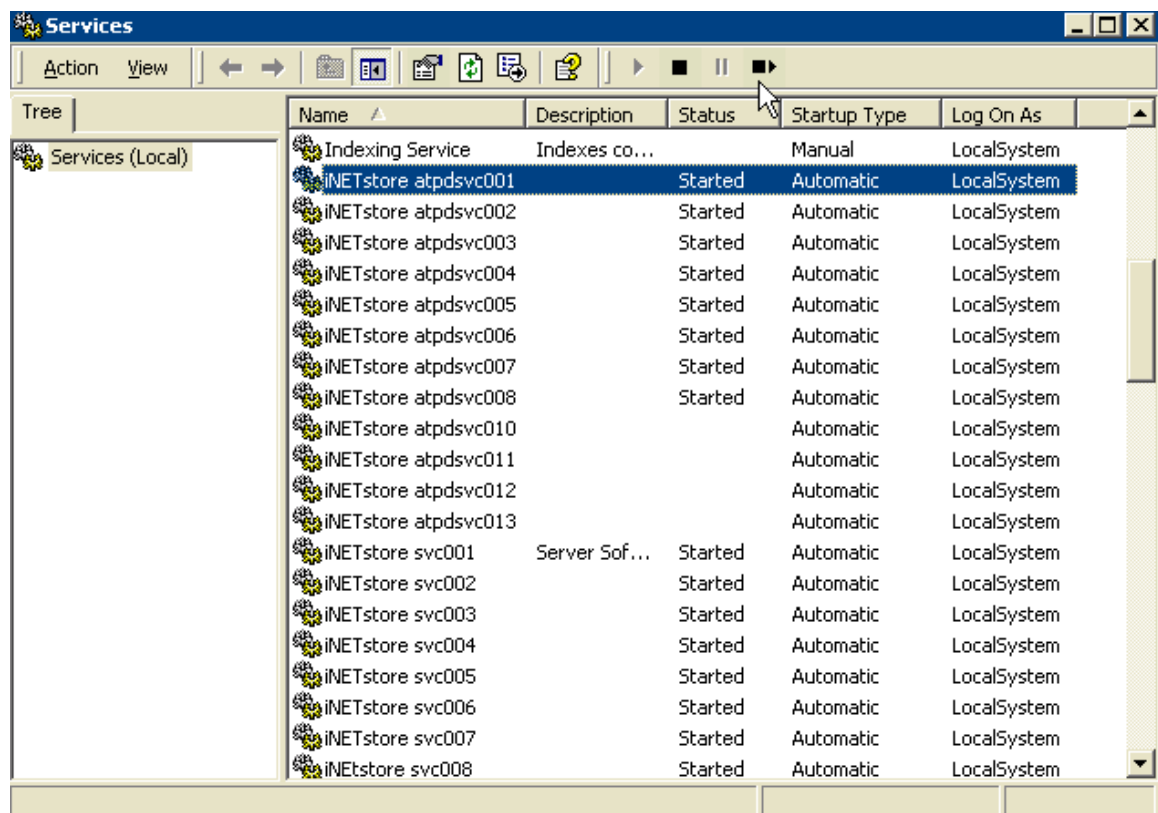 Services
Action View
Tree
Name Description Status Startup Type Log On As
Services (Local)
Indexing Service Indexes co... Manual LocalSystem
iNETstore atpdsvc001 Started Automatic LocalSystem
iNETstore atpdsvc002 Started Automatic LocalSystem
iNETstore atpdsvc003 Started Automatic LocalSystem
iNETstore atpdsvc004 Started Automatic LocalSystem
iNETstore atpdsvc005 Started Automatic LocalSystem
iNETstore atpdsvc006 Started Automatic LocalSystem
iNETstore atpdsvc007 Started Automatic LocalSystem
iNETstore atpdsvc008 Started Automatic LocalSystem
iNETstore atpdsvc010 Automatic LocalSystem
iNETstore atpdsvc011 Automatic LocalSystem
iNETstore atpdsvc012 Automatic LocalSystem
iNETstore atpdsvc013 Automatic LocalSystem
iNETstore svc001 Server Sof... Started Automatic LocalSystem
iNETstore svc002 Started Automatic LocalSystem
iNETstore svc003 Started Automatic LocalSystem
iNETstore svc004 Started Automatic LocalSystem
iNETstore svc005 Started Automatic LocalSystem
iNETstore svc006 Started Automatic LocalSystem
iNETstore svc007 Started Automatic LocalSystem
iNEtstore svc008 Started Automatic LocalSystem